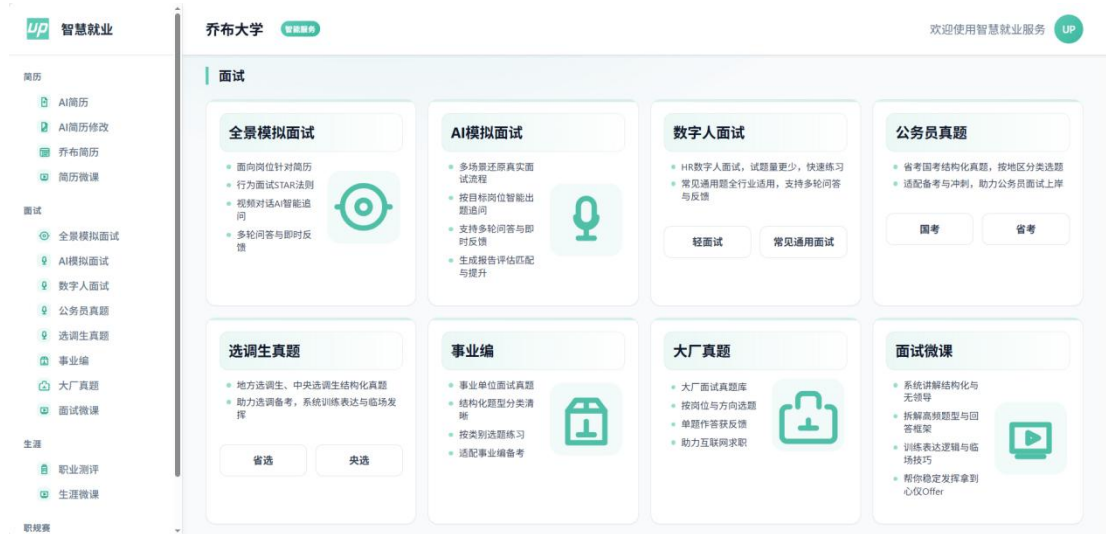 UP 智慧就业
简历
AI简历
AI简历修改
乔布简历
简历微课
面试
全景模拟面试
AI模拟面试
数字人面试
公务员真题
选调生真题
事业编
大厂真题
面试微课
生涯
职业测评
生涯微课
职规赛
乔布大学 智能服务
欢迎使用智慧就业服务 UP
面试
全景模拟面试
面向岗位针对简历
行为面试STAR法则
视频对话AI智能追
问
多轮问答与即时反
馈
AI模拟面试
多场景还原真实面
试流程
按目标岗位智能出
题追问
支持多轮问答与即
时反馈
生成报告评估匹配
与提升
数字人面试
HR数字人面试，试题量更少，快速练习
常见通用题全行业适用，支持多轮问答
与反馈
轻面试 常见通用面试
公务员真题
省考国考结构化真题，按地区分类选题
适配备考与冲刺，助力公务员面试上岸
国考 省考
选调生真题
地方选调生、中央选调生结构化真题
助力选调备考，系统训练表达与临场发
挥
省选 央选
事业编
事业单位面试真题
结构化题型分类清
晰
按类别选题练习
适配事业编备考
大厂真题
大厂面试真题库
按岗位与方向选题
单题作答获反馈
助力互联网求职
面试微课
系统讲解结构化与
无领导
拆解高频题型与回
答框架
训练表达逻辑与临
场技巧
帮你稳定发挥拿到
心仪Offer